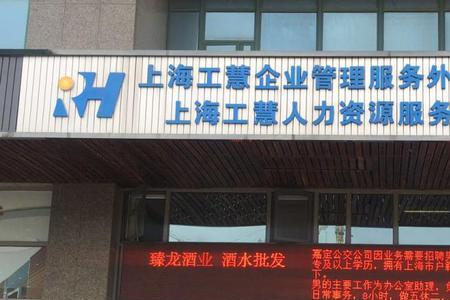 iH
上海工慧企业管理服务外
上海工慧人力资源服务
臻龙酒业 酒水批发
嘉定公交公司因业务需要招聘男
专及以上学历，拥有上海市户籍
下。
男的主要工作为办公室助理，负
日常事务，8小时，做五休二，